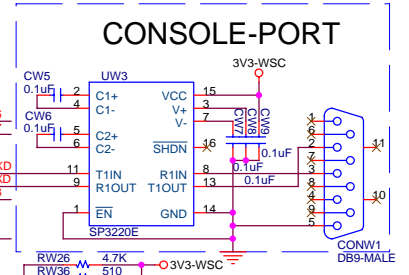 CONSOLE-PORT
3V3-WSC
CW5
0.1uF
UW3
2 C1+ VCC 15
4 C1- V+ 3
V- 7
CW6
0.1uF
5 C2+
6 C2- SHDN 16
CW7 CW8 CW9
0.1uF
0.1uF
0.1uF
XD 11 T1IN R1IN 8
XD 9 R1OUT T1OUT 13
1 EN GND 14
SP3220E
1
6
2
7
3
8
4
9
5
11
10
CONW1
DB9-MALE
RW26 4.7K
RW36 510
3V3-WSC